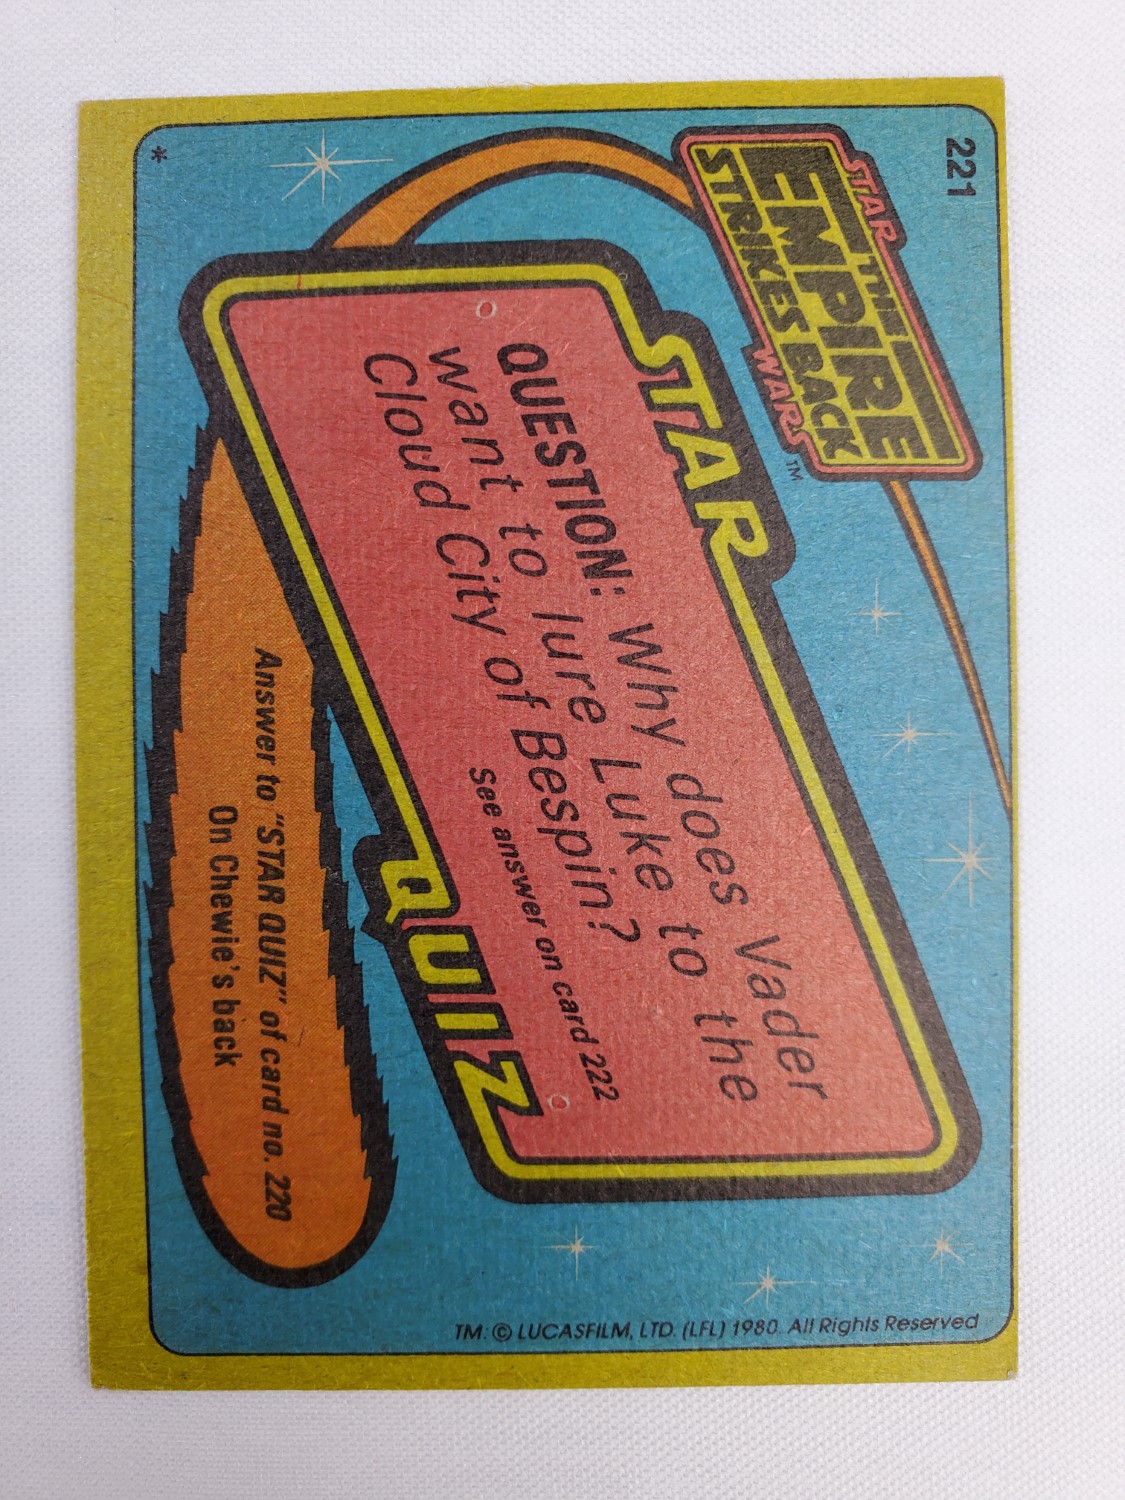 221
STAR
THE
EMPIRE
STRIKES BACK
WARS™
STAR
QUESTION: Why does Vader
want to lure Luke to the
Cloud City of Bespin?
See answer on card 222
QUIZ
Answer to "STAR QUIZ" of card no. 220
On Chewie's back
*
TM: © LUCASFILM, LTD. (LFL) 1980. All Rights Reserved